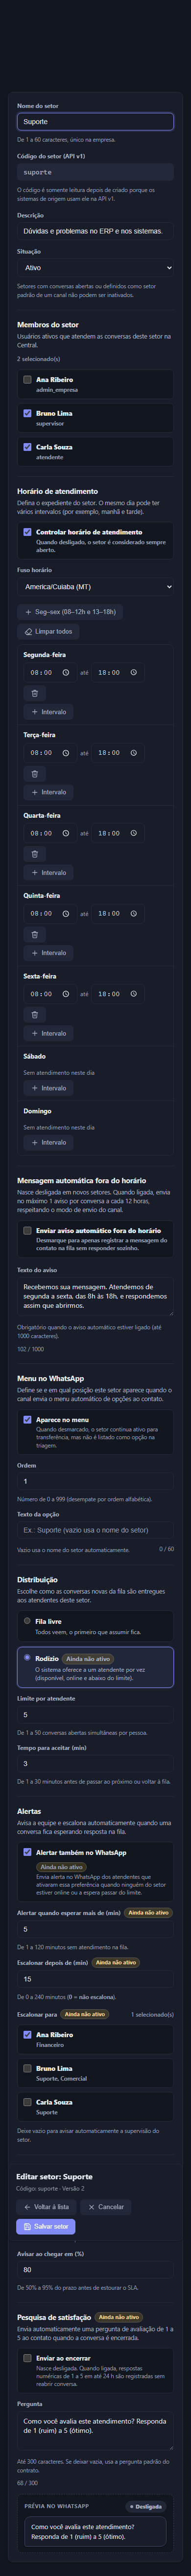 Nome do setor
Suporte
De 1 a 60 caracteres, único na empresa.
Código do setor (API v1)
suporte
O código é somente leitura depois de criado porque os
sistemas de origem usam ele na API v1.
Descrição
Dúvidas e problemas no ERP e nos sistemas.
Situação
Ativo
Setores com conversas abertas ou definidos como setor
padrão de um canal não podem ser inativados.
Membros do setor
Usuários ativos que atendem as conversas deste setor na
Central.
2 selecionado(s)
Ana Ribeiro
admin_empresa
Bruno Lima
supervisor
Carla Souza
atendente
Horário de atendimento
Defina o expediente do setor. O mesmo dia pode ter
vários intervalos (por exemplo, manhã e tarde).
Controlar horário de atendimento
Quando desligado, o setor é considerado sempre
aberto.
Fuso horário
America/Cuiaba (MT)
Seg-sex (08-12h e 13-18h)
Limpar todos
Segunda-feira
08:00 até 18:00
Intervalo
Terça-feira
08:00 até 18:00
Intervalo
Quarta-feira
08:00 até 18:00
Intervalo
Quinta-feira
08:00 até 18:00
Intervalo
Sexta-feira
08:00 até 18:00
Intervalo
Sábado
Sem atendimento neste dia
Intervalo
Domingo
Sem atendimento neste dia
Intervalo
Mensagem automática fora do horário
Nasce desligada em novos setores. Quando ligada, envia
no máximo 1 aviso por conversa a cada 12 horas,
respeitando o modo de envio do canal.
Enviar aviso automático fora do horário
Desmarque para apenas registrar a mensagem do
contato na fila sem responder sozinho.
Texto do aviso
Recebemos sua mensagem. Atendemos de
segunda a sexta, das 8h às 18h, e respondemos
assim que abrirmos.
Obrigatório quando o aviso automático estiver ligado (até
1000 caracteres).
102 / 1000
Menu no WhatsApp
Define se e em qual posição este setor aparece quando o
canal envia o menu automático de opções ao contato.
Aparece no menu
Quando desmarcado, o setor continua ativo para
transferência, mas não é listado como opção na
triagem.
Ordem
1
Número de 0 a 999 (desempate por ordem alfabética).
Texto da opção
Ex.: Suporte (vazio usa o nome do setor)
Vazio usa o nome do setor automaticamente. 0 / 60
Distribuição
Escolhe como as conversas novas da fila são entregues
aos atendentes deste setor.
Fila livre
Todos veem, o primeiro que assumir fica.
Rodízio Ainda não ativo
O sistema oferece a um atendente por vez
(disponível, online e abaixo do limite).
Limite por atendente
5
De 1 a 50 conversas abertas simultâneas por pessoa.
Tempo para aceitar (min)
3
De 1 a 30 minutos antes de passar ao próximo ou voltar à fila.
Alertas
Avisa a equipe e escalona automaticamente quando uma
conversa fica esperando resposta na fila.
Alertar também no WhatsApp
Ainda não ativo
Envia alerta no WhatsApp dos atendentes que
ativaram essa preferência quando ninguém do setor
estiver online ou a espera passar do limite.
Alertar quando esperar mais de (min) Ainda não ativo
5
De 1 a 120 minutos sem atendimento na fila.
Escalonar depois de (min) Ainda não ativo
15
De 0 a 240 minutos (0 = não escalona).
Escalonar para Ainda não ativo 1 selecionado(s)
Ana Ribeiro
Financeiro
Bruno Lima
Suporte, Comercial
Carla Souza
Suporte
Deixe vazio para avisar automaticamente a supervisão do
setor.
Editar setor: Suporte
Código: suporte · Versão 2
Voltar à lista
Cancelar
Salvar setor
Avisar ao chegar em (%)
80
De 50% a 95% do prazo antes de estourar o SLA.
Pesquisa de satisfação Ainda não ativo
Envia automaticamente uma pergunta de avaliação de 1 a
5 ao contato quando a conversa é encerrada.
Enviar ao encerrar
Nasce desligada. Quando ligada, respostas
numéricas de 1 a 5 em até 24 h são registradas sem
reabrir conversa.
Pergunta
Como você avalia este atendimento? Responda
de 1 (ruim) a 5 (ótimo).
Até 300 caracteres. Se deixar vazia, usa a pergunta padrão do
contrato.
68 / 300
PRÉVIA NO WHATSAPP Desligada
Como você avalia este atendimento?
Responda de 1 (ruim) a 5 (ótimo).